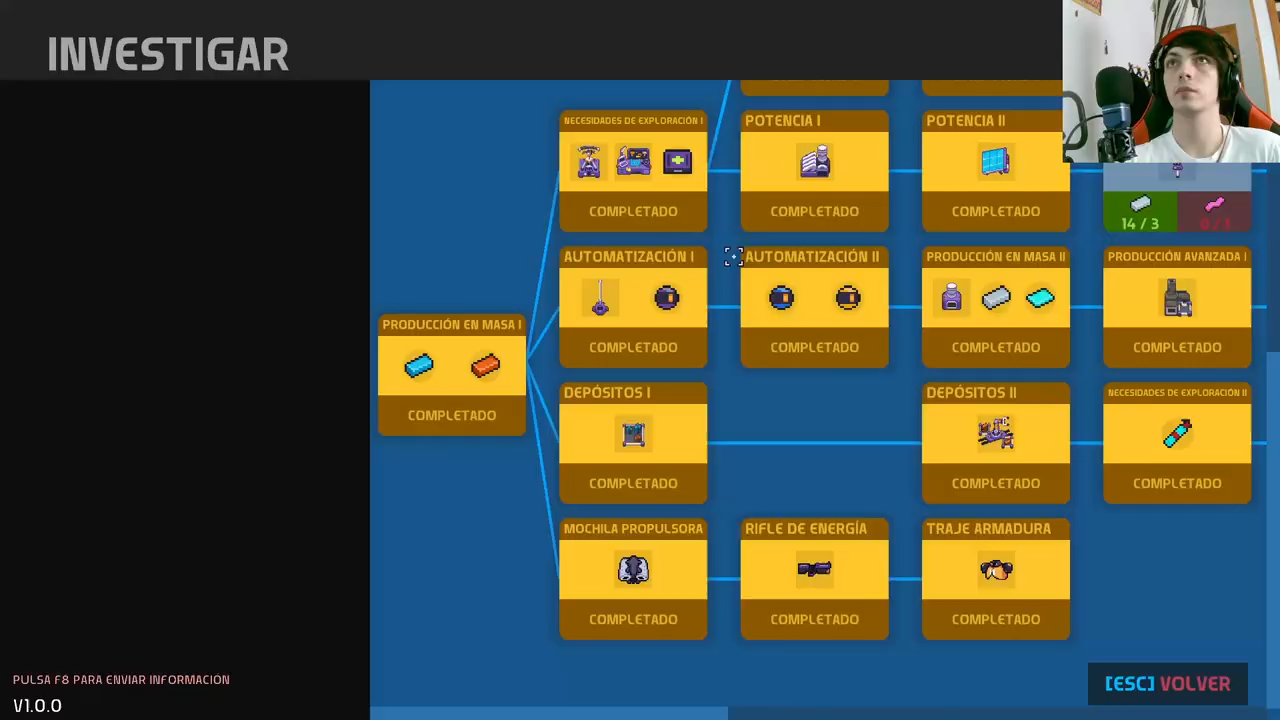 INVESTIGAR
NECESIDADES DE EXPLORACIÓN I
POTENCIA I
POTENCIA II
COMPLETADO
COMPLETADO
COMPLETADO
14 / 3
AUTOMATIZACIÓN I
AUTOMATIZACIÓN II
PRODUCCIÓN EN MASA II
PRODUCCIÓN AVANZADA I
COMPLETADO
COMPLETADO
COMPLETADO
COMPLETADO
PRODUCCIÓN EN MASA I
COMPLETADO
DEPÓSITOS I
DEPÓSITOS II
NECESIDADES DE EXPLORACIÓN II
COMPLETADO
COMPLETADO
COMPLETADO
MOCHILA PROPULSORA
RIFLE DE ENERGÍA
TRAJE ARMADURA
COMPLETADO
COMPLETADO
COMPLETADO
PULSA F8 PARA ENVIAR INFORMACIÓN
V1.0.0
[ESC] VOLVER